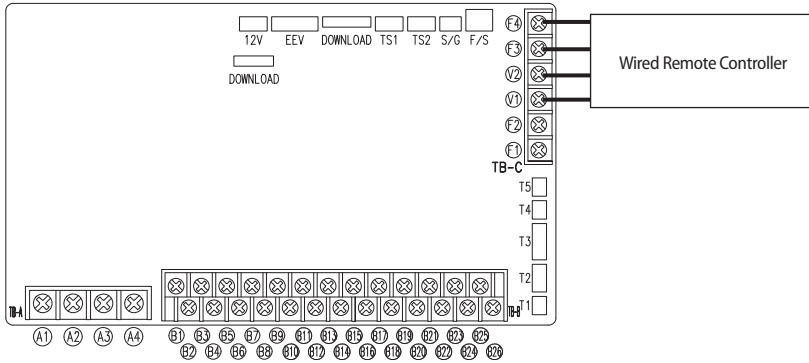 12V EEV DOWNLOAD TS1 TS2 S/G F/S
DOWNLOAD
F4
F3
V2
V1
F2
F1
TB-C
Wired Remote Controller
T5
T4
T3
T2
T1
TB-A
TB-B
A1 A2 A3 A4
B1 B3 B5 B7 B9 B11 B13 B15 B17 B19 B21 B23 B25
B2 B4 B6 B8 B10 B12 B14 B16 B18 B20 B22 B24 B26